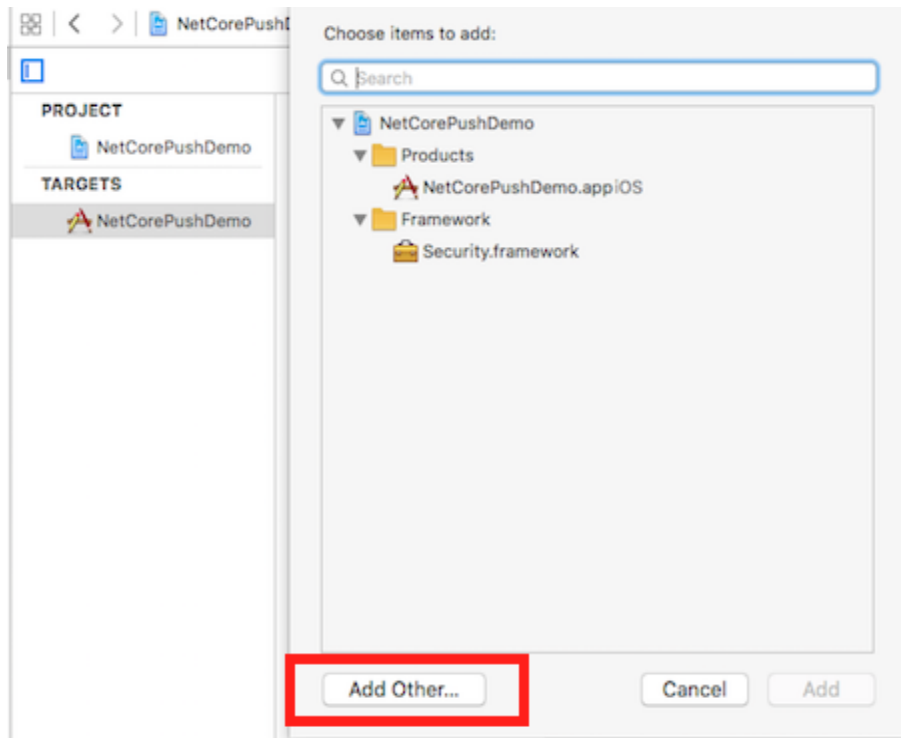 NetCorePushD
Choose items to add:
Search
PROJECT
NetCorePushDemo
TARGETS
NetCorePushDemo
NetCorePushDemo
Products
NetCorePushDemo.app iOS
Framework
Security.framework
Add Other...
Cancel
Add